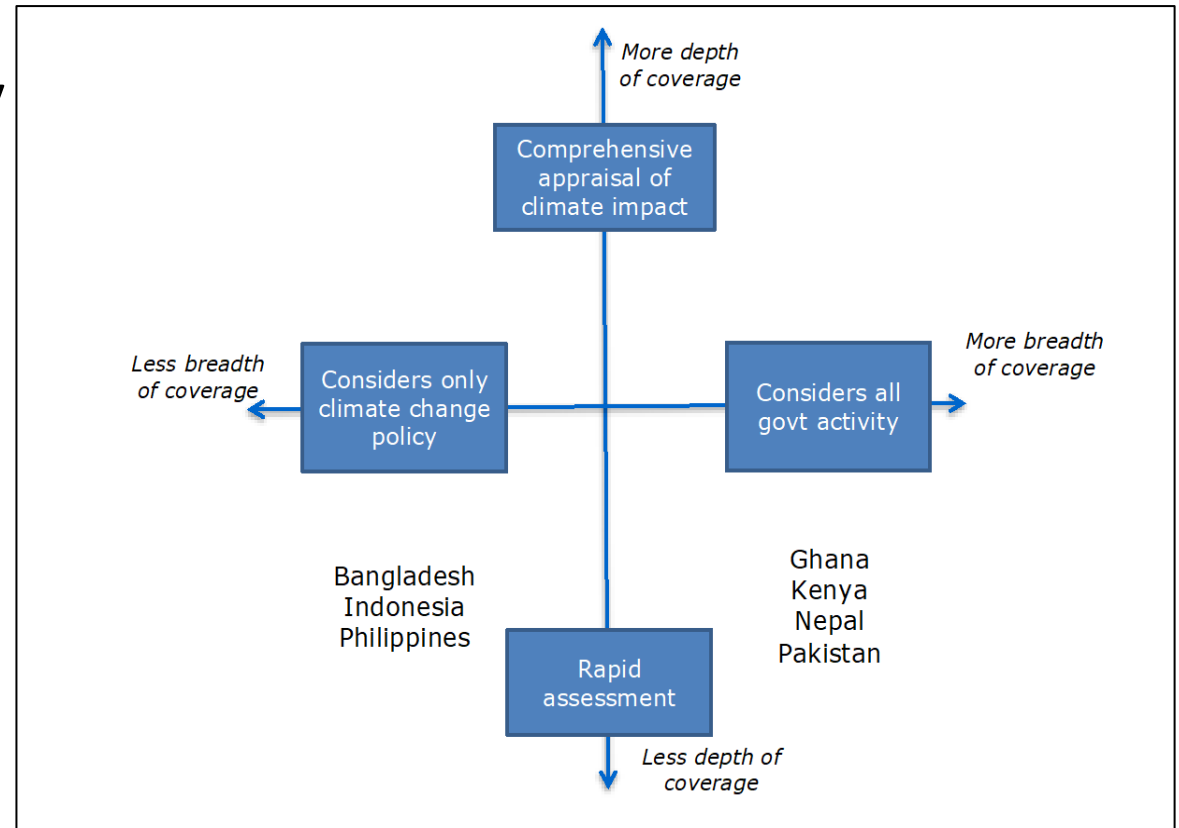 More depth
of coverage
Comprehensive
appraisal of
climate impact
Less breadth
of coverage
Considers only
climate change
policy
More breadth
of coverage
Considers all
govt activity
Bangladesh
Indonesia
Philippines
Ghana
Kenya
Nepal
Pakistan
Rapid
assessment
Less depth of
coverage